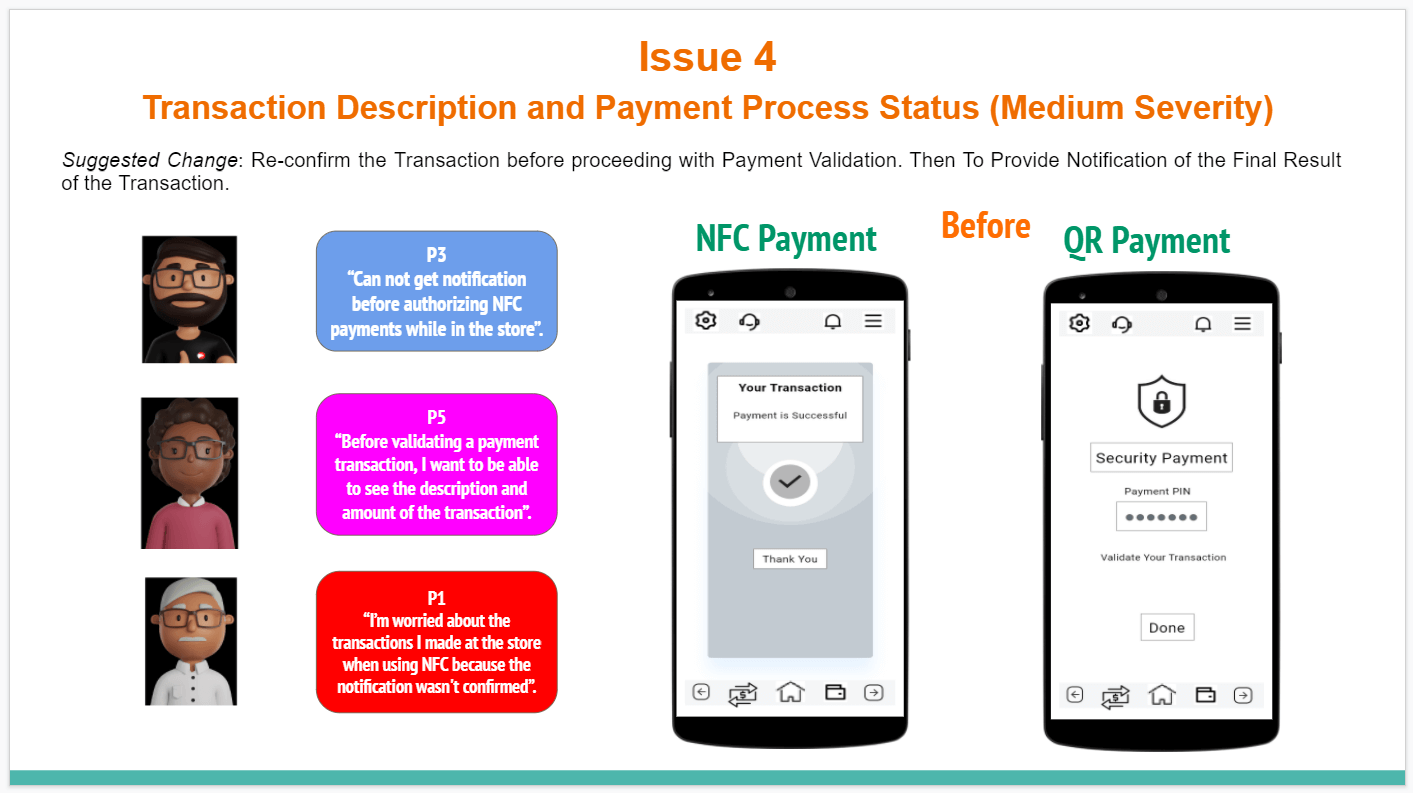 Issue 4
Transaction Description and Payment Process Status (Medium Severity)
Suggested Change: Re-confirm the Transaction before proceeding with Payment Validation. Then To Provide Notification of the Final Result
of the Transaction.
P3
“Can not get notification
before authorizing NFC
payments while in the store”.
P5
“Before validating a payment
transaction, I want to be able
to see the description and
amount of the transaction”.
P1
“I’m worried about the
transactions I made at the store
when using NFC because the
notification wasn't confirmed”.
Before
NFC Payment
Your Transaction
Payment is Successful
Thank You
$
QR Payment
Security Payment
Payment PIN
Validate Your Transaction
Done
$